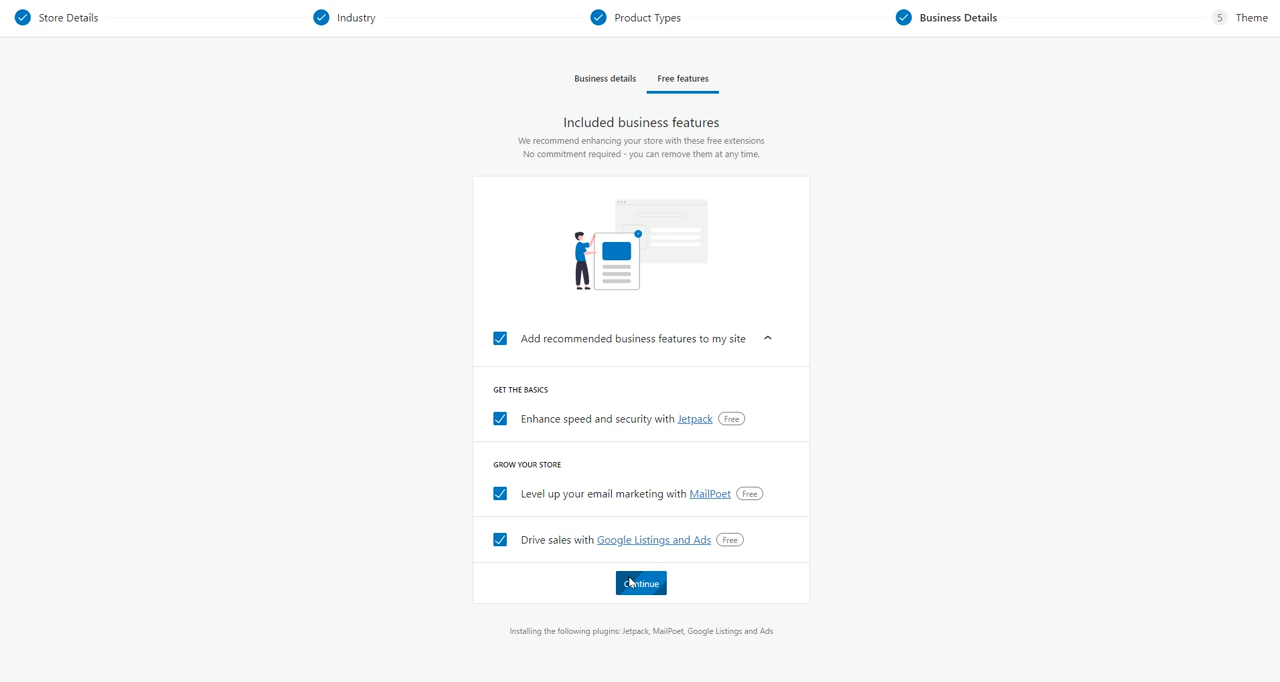 Store Details
Industry
Product Types
Business Details
5 Theme
Business details
Free features
Included business features
We recommend enhancing your store with these free extensions
No commitment required - you can remove them at any time.
Add recommended business features to my site
GET THE BASICS
Enhance speed and security with Jetpack Free
GROW YOUR STORE
Level up your email marketing with MailPoet Free
Drive sales with Google Listings and Ads Free
Continue
Installing the following plugins: Jetpack, MailPoet, Google Listings and Ads